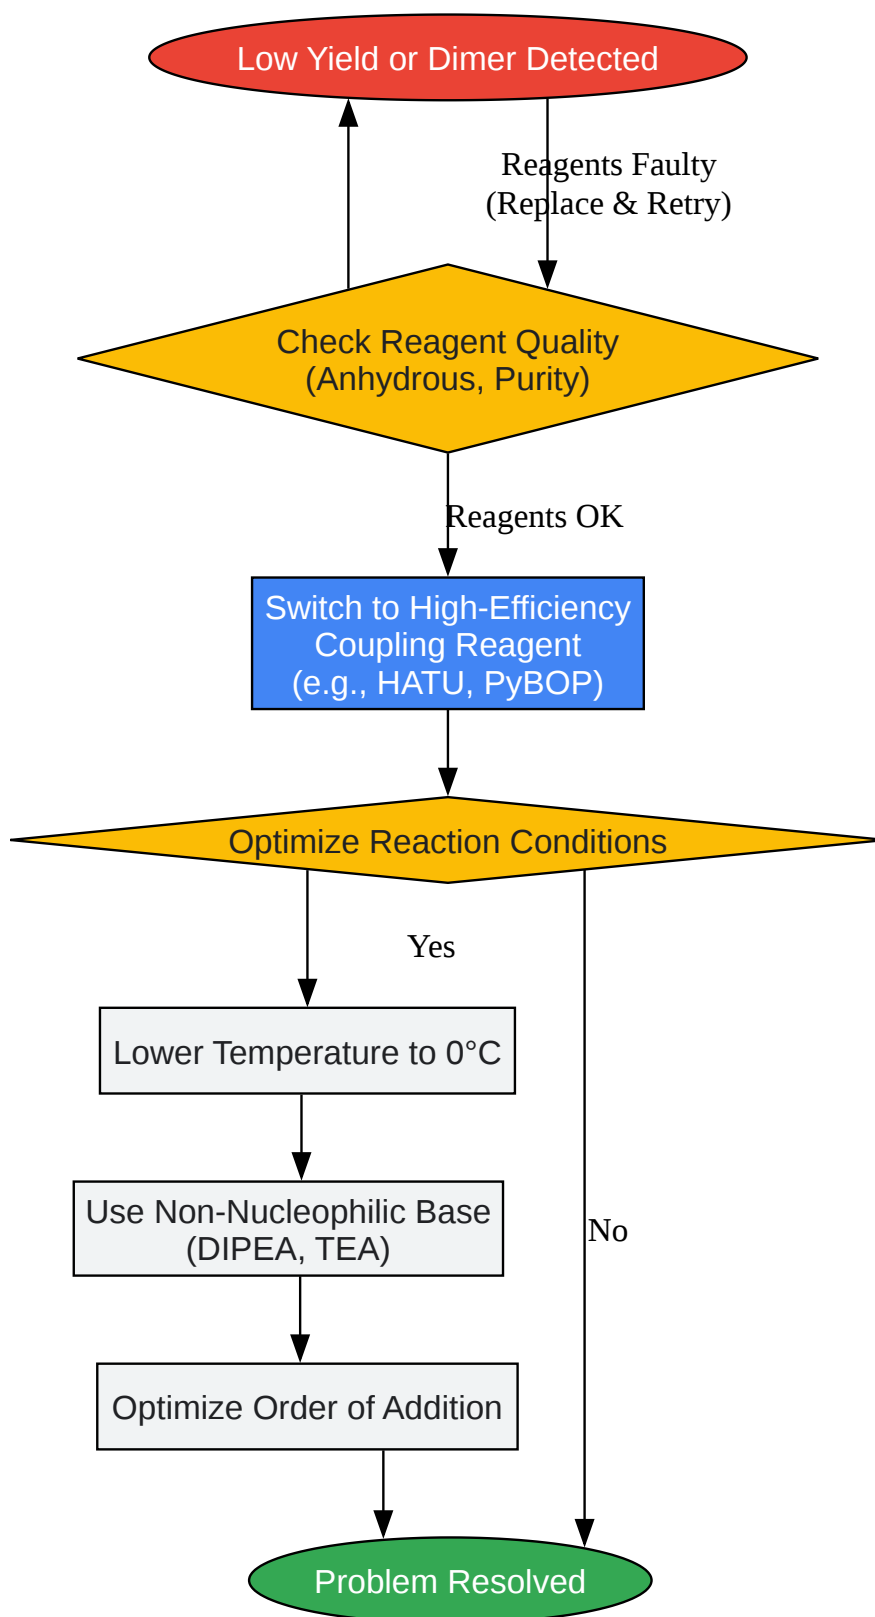 Low Yield or Dimer Detected
Reagents Faulty
(Replace & Retry)
Check Reagent Quality
(Anhydrous, Purity)
Reagents OK
Switch to High-Efficiency
Coupling Reagent
(e.g., HATU, PyBOP)
Optimize Reaction Conditions
Yes
Lower Temperature to 0°C
Use Non-Nucleophilic Base
(DIPEA, TEA)
No
Optimize Order of Addition
Problem Resolved